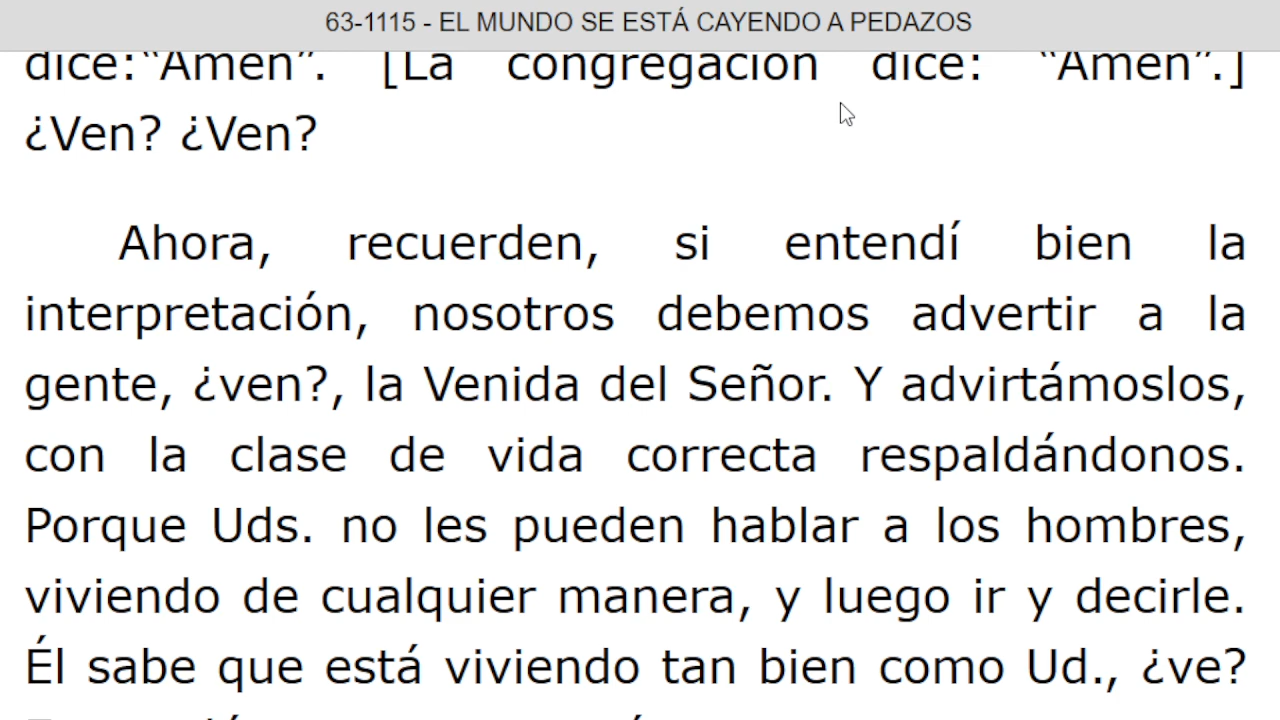 63-1115 - EL MUNDO SE ESTÁ CAYENDO A PEDAZOS
dice:“Amén”. [La congregación dice: “Amén”.]
¿Ven? ¿Ven?
Ahora, recuerden, si entendí bien la
interpretación, nosotros debemos advertir a la
gente, ¿ven?, la Venida del Señor. Y advirtámoslos,
con la clase de vida correcta respaldándonos.
Porque Uds. no les pueden hablar a los hombres,
viviendo de cualquier manera, y luego ir y decirle.
Él sabe que está viviendo tan bien como Ud., ¿ve?